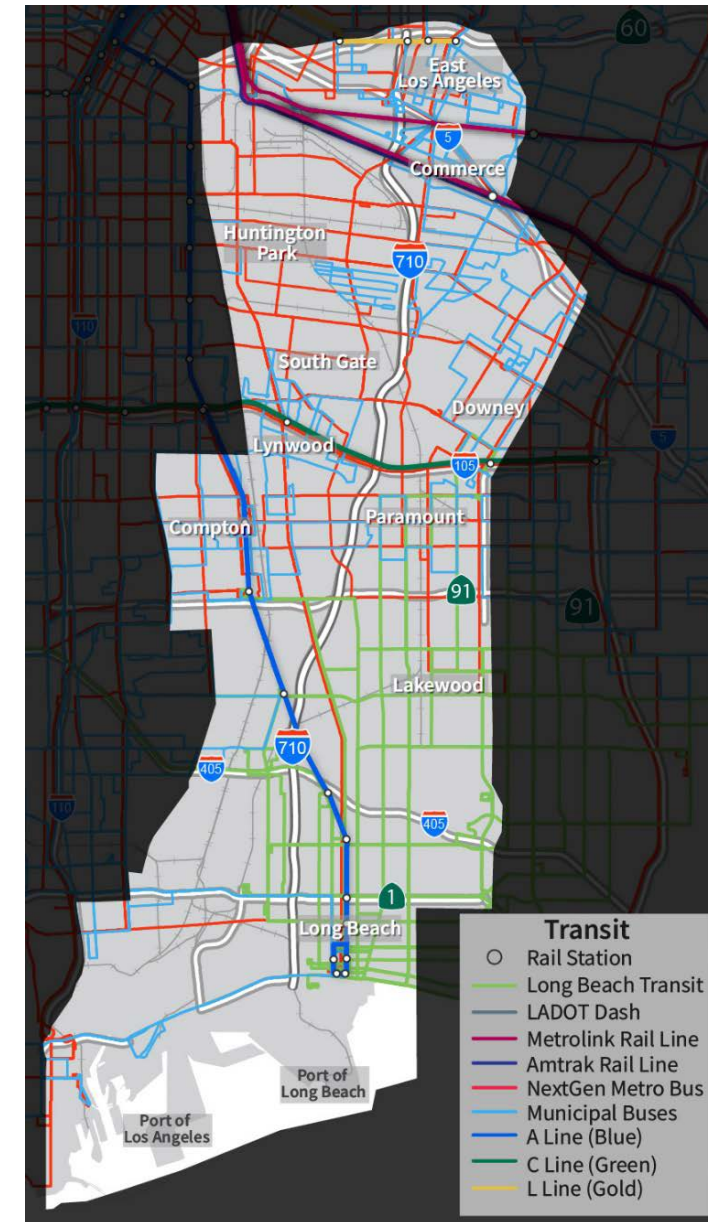 60
East
Los Angeles
5
Commerce
Huntington
Park
710
110
South Gate
Downey
5
Lynwood
105
Compton
Paramount
91
91
Lakewood
710
405
110
405
1
Long Beach
Port of
Long Beach
Port of
Los Angeles
Transit
Rail Station
Long Beach Transit
LADOT Dash
Metrolink Rail Line
Amtrak Rail Line
NextGen Metro Bus
Municipal Buses
A Line (Blue)
C Line (Green)
L Line (Gold)